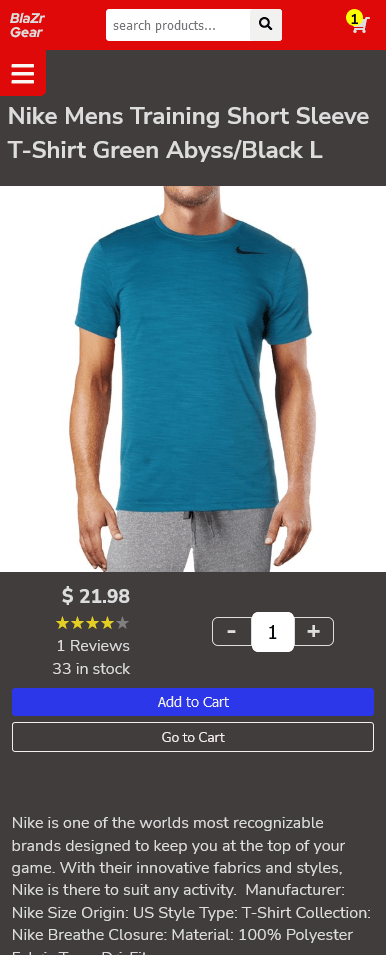 BlaZr
Gear
search products...
1
Nike Mens Training Short Sleeve
T-Shirt Green Abyss/Black L
$ 21.98
1 Reviews
33 in stock
- 1 +
Add to Cart
Go to Cart
Nike is one of the worlds most recognizable
brands designed to keep you at the top of your
game. With their innovative fabrics and styles,
Nike is there to suit any activity.  Manufacturer:
Nike Size Origin: US Style Type: T-Shirt Collection:
Nike Breathe Closure: Material: 100% Polyester